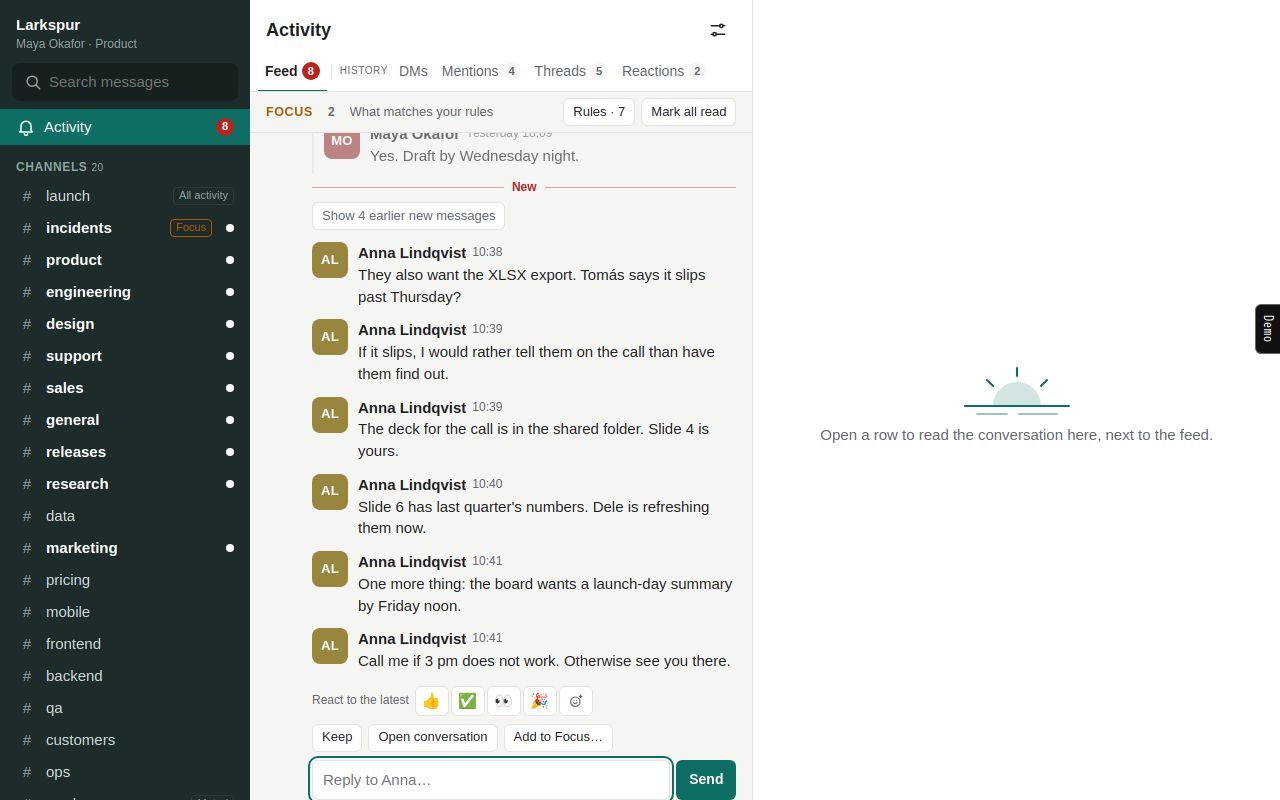 Larkspur
Maya Okafor · Product
Search messages
Activity 8
CHANNELS 20
# launch All activity
# incidents Focus
# product
# engineering
# design
# support
# sales
# general
# releases
# research
# data
# marketing
# pricing
# mobile
# frontend
# backend
# qa
# customers
# ops
Activity
Feed 8 HISTORY DMs Mentions 4 Threads 5 Reactions 2
FOCUS 2 What matches your rules Rules · 7 Mark all read
MO Maya Okafor Yesterday 18:09
Yes. Draft by Wednesday night.
New
Show 4 earlier new messages
AL Anna Lindqvist 10:38
They also want the XLSX export. Tomás says it slips
past Thursday?
AL Anna Lindqvist 10:39
If it slips, I would rather tell them on the call than have
them find out.
AL Anna Lindqvist 10:39
The deck for the call is in the shared folder. Slide 4 is
yours.
AL Anna Lindqvist 10:40
Slide 6 has last quarter's numbers. Dele is refreshing
them now.
AL Anna Lindqvist 10:41
One more thing: the board wants a launch-day summary
by Friday noon.
AL Anna Lindqvist 10:41
Call me if 3 pm does not work. Otherwise see you there.
React to the latest
Keep Open conversation Add to Focus…
Reply to Anna… Send
Open a row to read the conversation here, next to the feed.
Demo